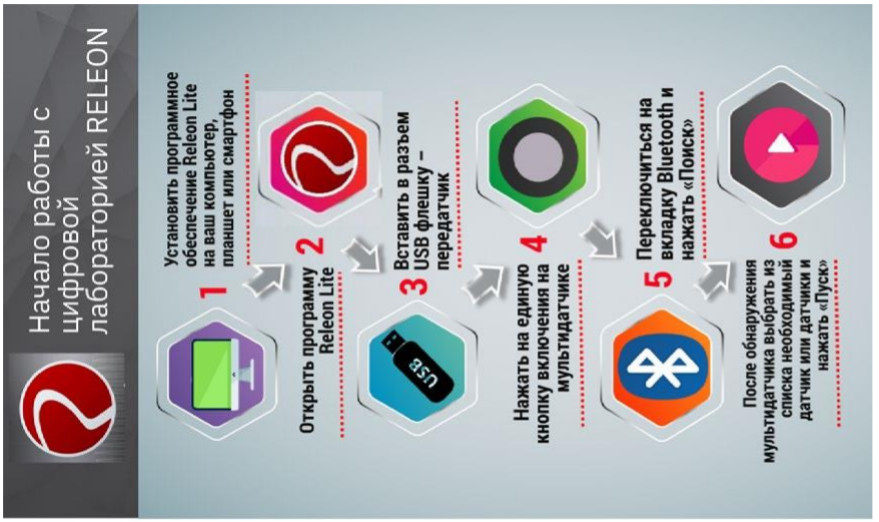 Начало работы с
цифровой
лабораторией RELEON
1
Установить программное
обеспечение Releon Lite
на ваш компьютер,
планшет или смартфон
2
Открыть программу
Releon Lite
3
Вставить в разъем
USB флешку –
передатчик
USB
4
Нажать на единую
кнопку включения на
мультидатчике
5
Переключиться на
вкладку Bluetooth и
нажать «Поиск»
6
После обнаружения
мультидатчика выбрать из
списка необходимый
датчик или датчики и
нажать «Пуск»